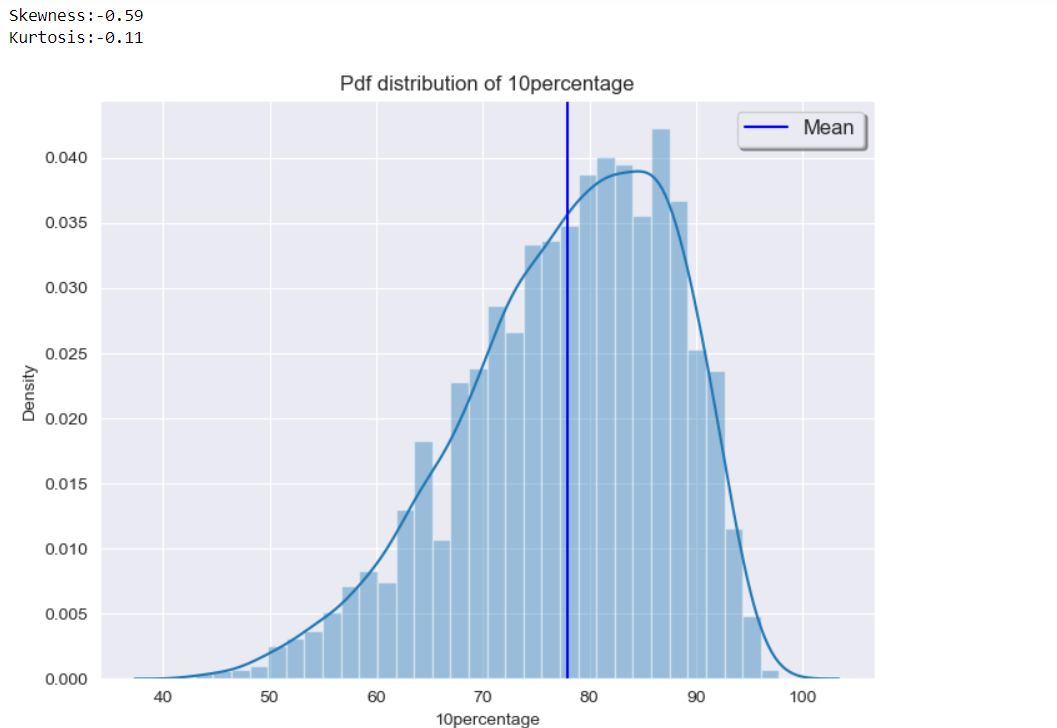 Skewness:-0.59
Kurtosis:-0.11
Pdf distribution of 10percentage
Mean
0.040
0.035
0.030
0.025
0.020
0.015
0.010
0.005
0.000
Density
40 50 60 70 80 90 100
10percentage